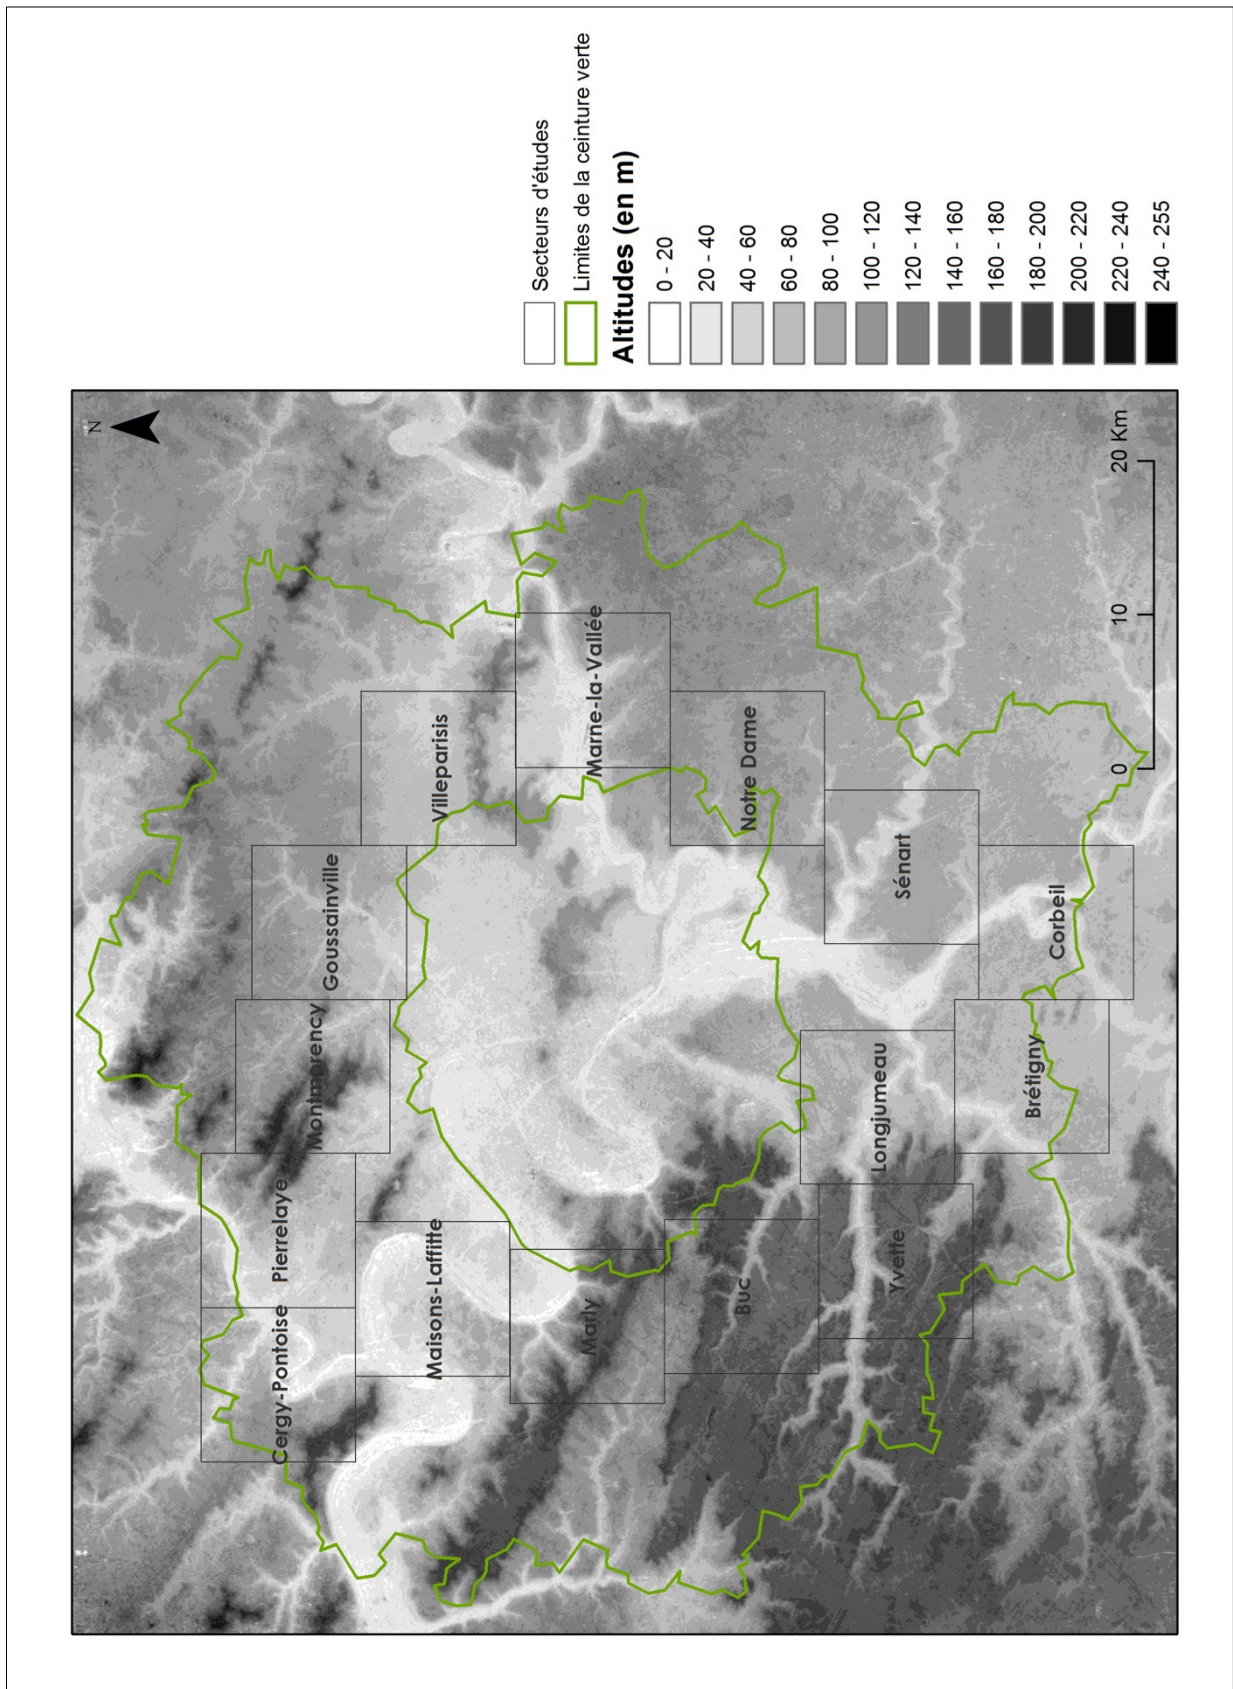 N
Cergy-Pontoise
Pierrelaye
Montmorency
Goussainville
Villeparisis
Maisons-Laffitte
Marne-la-Vallée
Marly
Notre Dame
Buc
Sénart
Longjumeau
Yvette
Corbeil
Brétigny
0
10
20 Km
Secteurs d'études
Limites de la ceinture verte
Altitudes (en m)
0 - 20
20 - 40
40 - 60
60 - 80
80 - 100
100 - 120
120 - 140
140 - 160
160 - 180
180 - 200
200 - 220
220 - 240
240 - 255